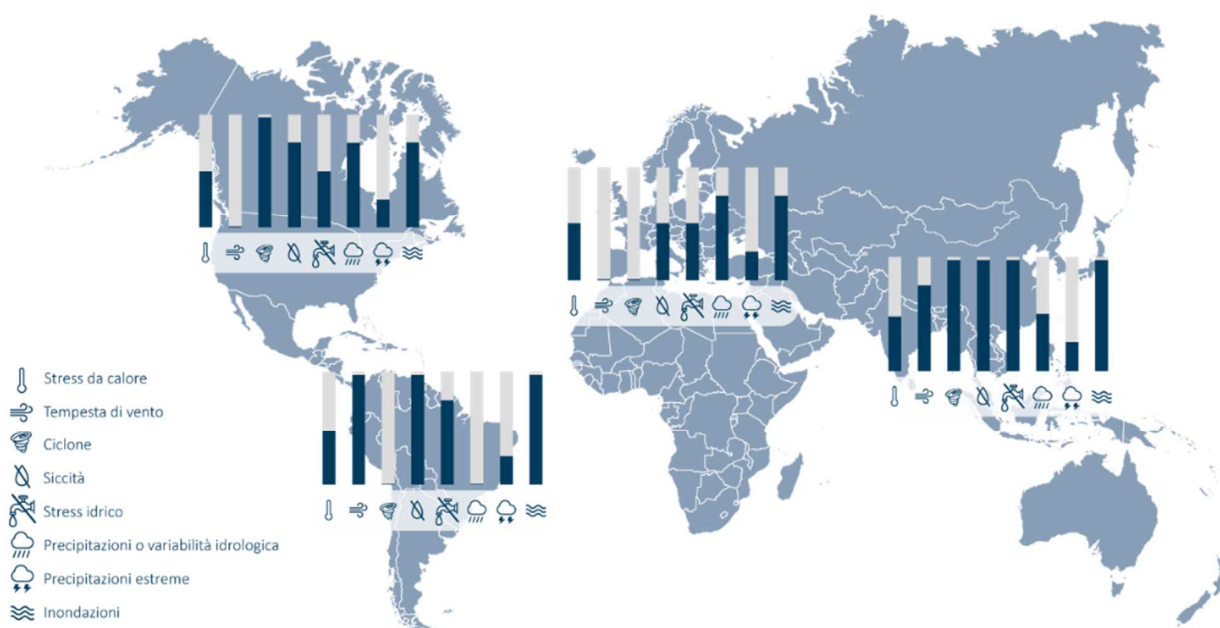 Stress da calore
Tempesta di vento
Ciclone
Siccità
Stress idrico
Precipitazioni o variabilità idrologica
Precipitazioni estreme
Inondazioni